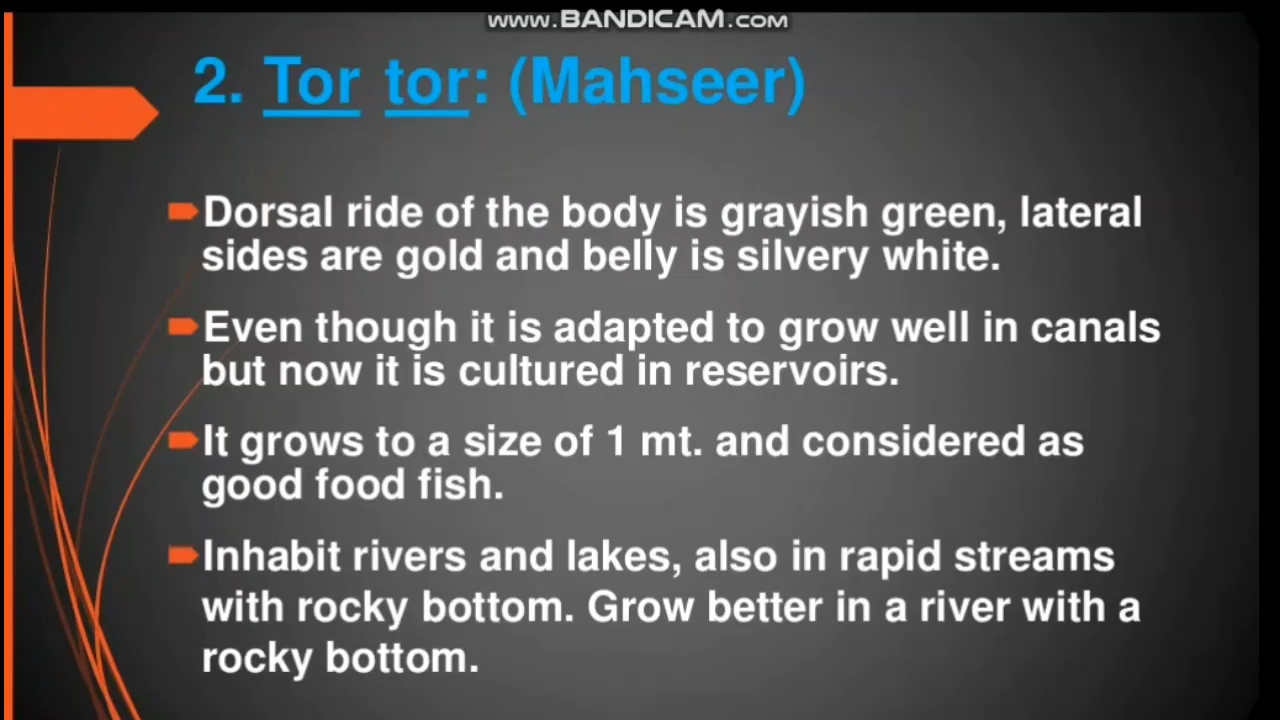 www.BANDICAM.com
2. Tor tor: (Mahseer)
Dorsal ride of the body is grayish green, lateral
sides are gold and belly is silvery white.
Even though it is adapted to grow well in canals
but now it is cultured in reservoirs.
It grows to a size of 1 mt. and considered as
good food fish.
Inhabit rivers and lakes, also in rapid streams
with rocky bottom. Grow better in a river with a
rocky bottom.